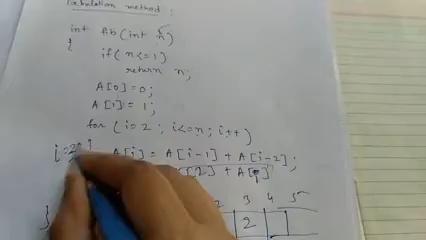 Tabulation method :
int fib (int n)
{ if ( n <= 1 )
return n;
A[0] = 0;
A[1] = 1;
for ( i = 2 ; i <= n ; i++ )
A[i] = A[i-1] + A[i-2] ;
[2] + A[
2 3 4 5
} 2